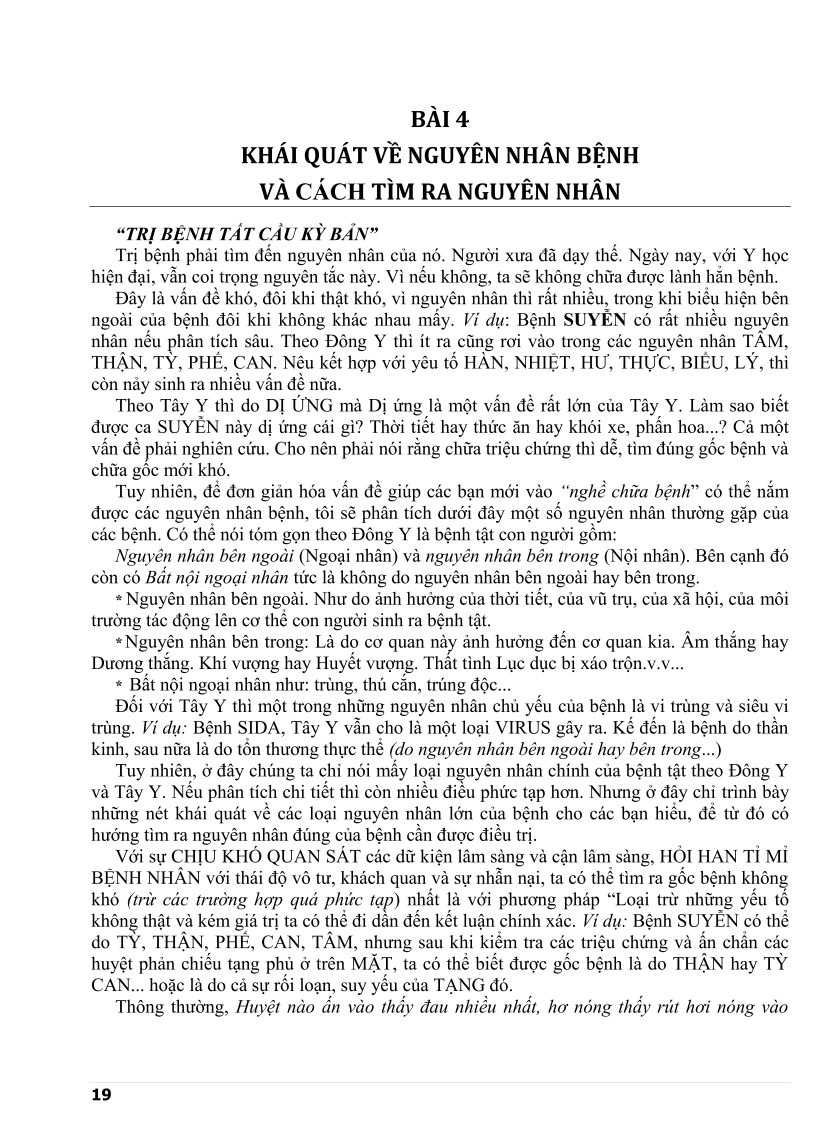 BÀI 4
KHÁI QUÁT VỀ NGUYÊN NHÂN BỆNH
VÀ CÁCH TÌM RA NGUYÊN NHÂN
“TRỊ BỆNH TẤT CẦU KỲ BẢN”
Trị bệnh phải tìm đến nguyên nhân của nó. Người xưa đã dạy thế. Ngày nay, với Y học
hiện đại, vẫn coi trọng nguyên tắc này. Vì nếu không, ta sẽ không chữa được lành hẳn bệnh.
Đây là vấn đề khó, đôi khi thật khó, vì nguyên nhân thì rất nhiều, trong khi biểu hiện bên
ngoài của bệnh đôi khi không khác nhau mấy. Ví dụ: Bệnh SUYỄN có rất nhiều nguyên
nhân nếu phân tích sâu. Theo Đông Y thì ít ra cũng rơi vào trong các nguyên nhân TÂM,
THẬN, TỲ, PHẾ, CAN. Nêu kết hợp với yêu tố HÀN, NHIỆT, HƯ, THỰC, BIỂU, LÝ, thì
còn nảy sinh ra nhiều vấn đề nữa.
Theo Tây Y thì do DỊ ỨNG mà Dị ứng là một vấn đề rất lớn của Tây Y. Làm sao biết
được ca SUYỄN này dị ứng cái gì? Thời tiết hay thức ăn hay khói xe, phấn hoa...? Cả một
vấn đề phải nghiên cứu. Cho nên phải nói rằng chữa triệu chứng thì dễ, tìm đúng gốc bệnh và
chữa gốc mới khó.
Tuy nhiên, để đơn giản hóa vấn đề giúp các bạn mới vào “nghề chữa bệnh” có thể nắm
được các nguyên nhân bệnh, tôi sẽ phân tích dưới đây một số nguyên nhân thường gặp của
các bệnh. Có thể nói tóm gọn theo Đông Y là bệnh tật con người gồm:
Nguyên nhân bên ngoài (Ngoại nhân) và nguyên nhân bên trong (Nội nhân). Bên cạnh đó
còn có Bất nội ngoại nhân tức là không do nguyên nhân bên ngoài hay bên trong.
* Nguyên nhân bên ngoài. Như do ảnh hưởng của thời tiết, của vũ trụ, của xã hội, của môi
trường tác động lên cơ thể con người sinh ra bệnh tật.
* Nguyên nhân bên trong: Là do cơ quan này ảnh hưởng đến cơ quan kia. Âm thắng hay
Dương thắng. Khí vượng hay Huyết vượng. Thất tình Lục dục bị xáo trộn.v.v...
* Bất nội ngoại nhân như: trùng, thú cắn, trúng độc...
Đối với Tây Y thì một trong những nguyên nhân chủ yếu của bệnh là vi trùng và siêu vi
trùng. Ví dụ: Bệnh SIDA, Tây Y vẫn cho là một loại VIRUS gây ra. Kế đến là bệnh do thần
kinh, sau nữa là do tổn thương thực thể (do nguyên nhân bên ngoài hay bên trong...)
Tuy nhiên, ở đây chúng ta chỉ nói mấy loại nguyên nhân chính của bệnh tật theo Đông Y
và Tây Y. Nếu phân tích chi tiết thì còn nhiều điều phức tạp hơn. Nhưng ở đây chỉ trình bày
những nét khái quát về các loại nguyên nhân lớn của bệnh cho các bạn hiểu, để từ đó có
hướng tìm ra nguyên nhân đúng của bệnh cần được điều trị.
Với sự CHỊU KHÓ QUAN SÁT các dữ kiện lâm sàng và cận lâm sàng, HỎI HAN TỈ MỈ
BỆNH NHÂN với thái độ vô tư, khách quan và sự nhẫn nại, ta có thể tìm ra gốc bệnh không
khó (trừ các trường hợp quá phức tạp) nhất là với phương pháp “Loại trừ những yếu tố
không thật và kém giá trị ta có thể đi dần đến kết luận chính xác. Ví dụ: Bệnh SUYỄN có thể
do TỲ, THẬN, PHẾ, CAN, TÂM, nhưng sau khi kiểm tra các triệu chứng và ấn chẩn các
huyệt phản chiếu tạng phủ ở trên MẶT, ta có thể biết được gốc bệnh là do THẬN hay TỲ
CAN... hoặc là do cả sự rối loạn, suy yếu của TẠNG đó.
Thông thường, Huyệt nào ấn vào thấy đau nhiều nhất, hơ nóng thấy rút hơi nóng vào
19